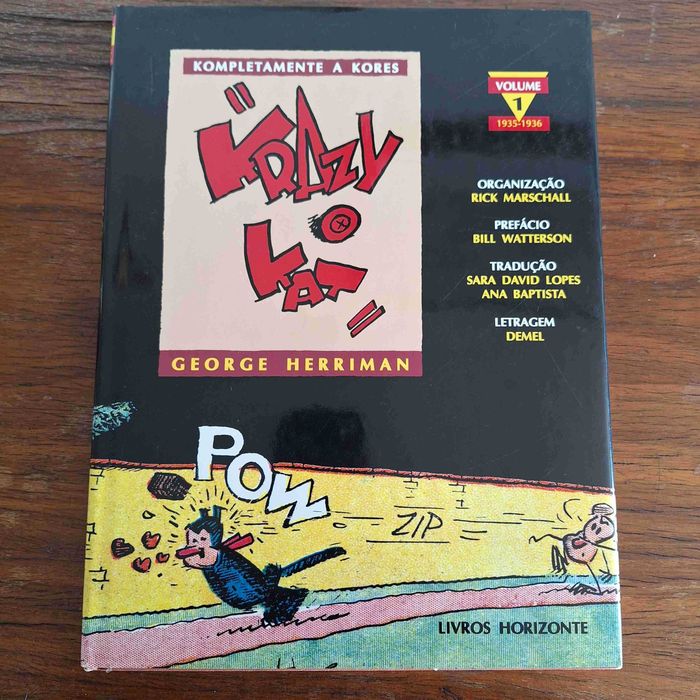 KOMPLETAMENTE A KORES
"KRAZY
KAT"
GEORGE HERRIMAN
VOLUME
1
1935-1936
ORGANIZAÇÃO
RICK MARSCHALL
PREFÁCIO
BILL WATTERSON
TRADUÇÃO
SARA DAVID LOPES
ANA BAPTISTA
LETRAGEM
DEMEL
POW
ZIP
LIVROS HORIZONTE